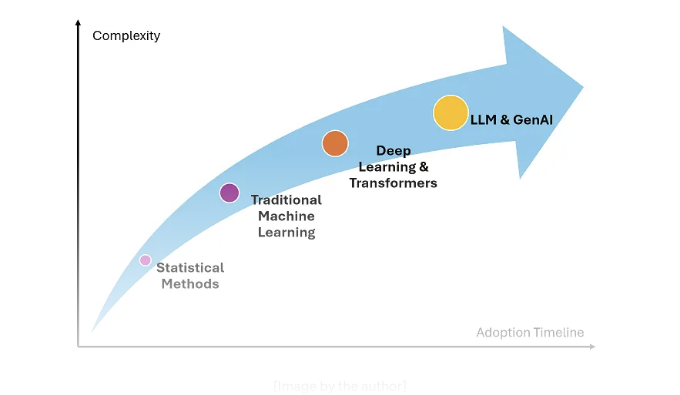 Complexity
LLM & GenAI
Deep
Learning &
Transformers
Traditional
Machine
Learning
Statistical
Methods
Adoption Timeline
[Image by the author]